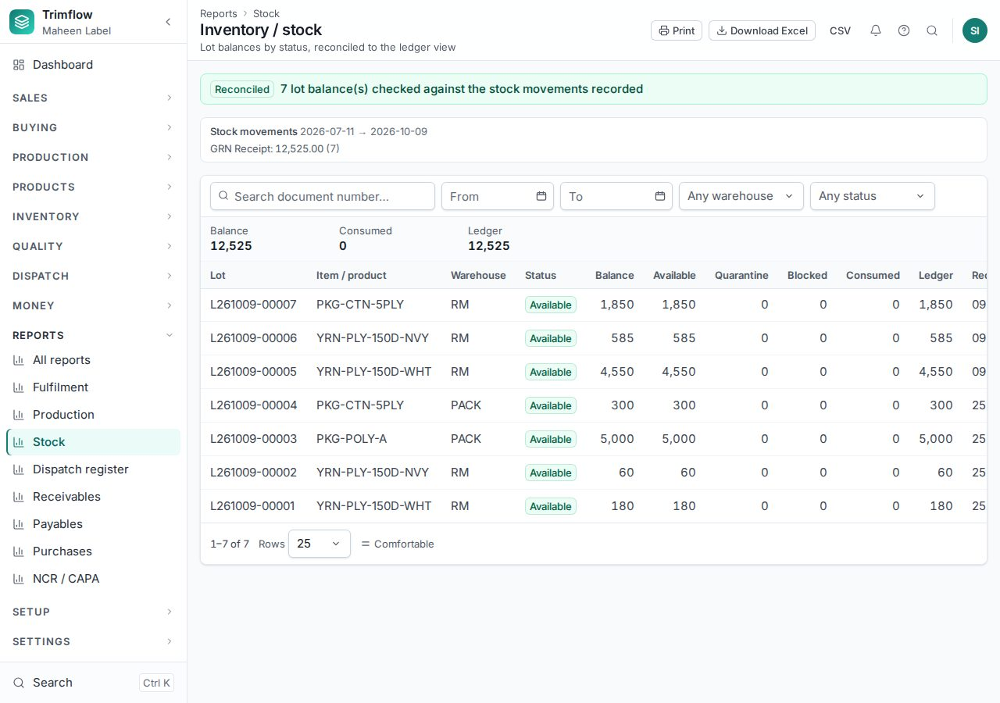 Trimflow
Maheen Label
Dashboard
SALES
BUYING
PRODUCTION
PRODUCTS
INVENTORY
QUALITY
DISPATCH
MONEY
REPORTS
All reports
Fulfilment
Production
Stock
Dispatch register
Receivables
Payables
Purchases
NCR / CAPA
SETUP
SETTINGS
Search Ctrl K
Reports > Stock
Inventory / stock
Lot balances by status, reconciled to the ledger view
Print Download Excel CSV SI
Reconciled 7 lot balance(s) checked against the stock movements recorded
Stock movements 2026-07-11 → 2026-10-09
GRN Receipt: 12,525.00 (7)
Search document number... From To Any warehouse Any status
Balance Consumed Ledger
12,525 0 12,525
Lot Item / product Warehouse Status Balance Available Quarantine Blocked Consumed Ledger
L261009-00007 PKG-CTN-5PLY RM Available 1,850 1,850 0 0 0 1,850 09
L261009-00006 YRN-PLY-150D-NVY RM Available 585 585 0 0 0 585 09
L261009-00005 YRN-PLY-150D-WHT RM Available 4,550 4,550 0 0 0 4,550 09
L261009-00004 PKG-CTN-5PLY PACK Available 300 300 0 0 0 300 25
L261009-00003 PKG-POLY-A PACK Available 5,000 5,000 0 0 0 5,000 25
L261009-00002 YRN-PLY-150D-NVY RM Available 60 60 0 0 0 60 25
L261009-00001 YRN-PLY-150D-WHT RM Available 180 180 0 0 0 180 25
1–7 of 7 Rows 25 Comfortable